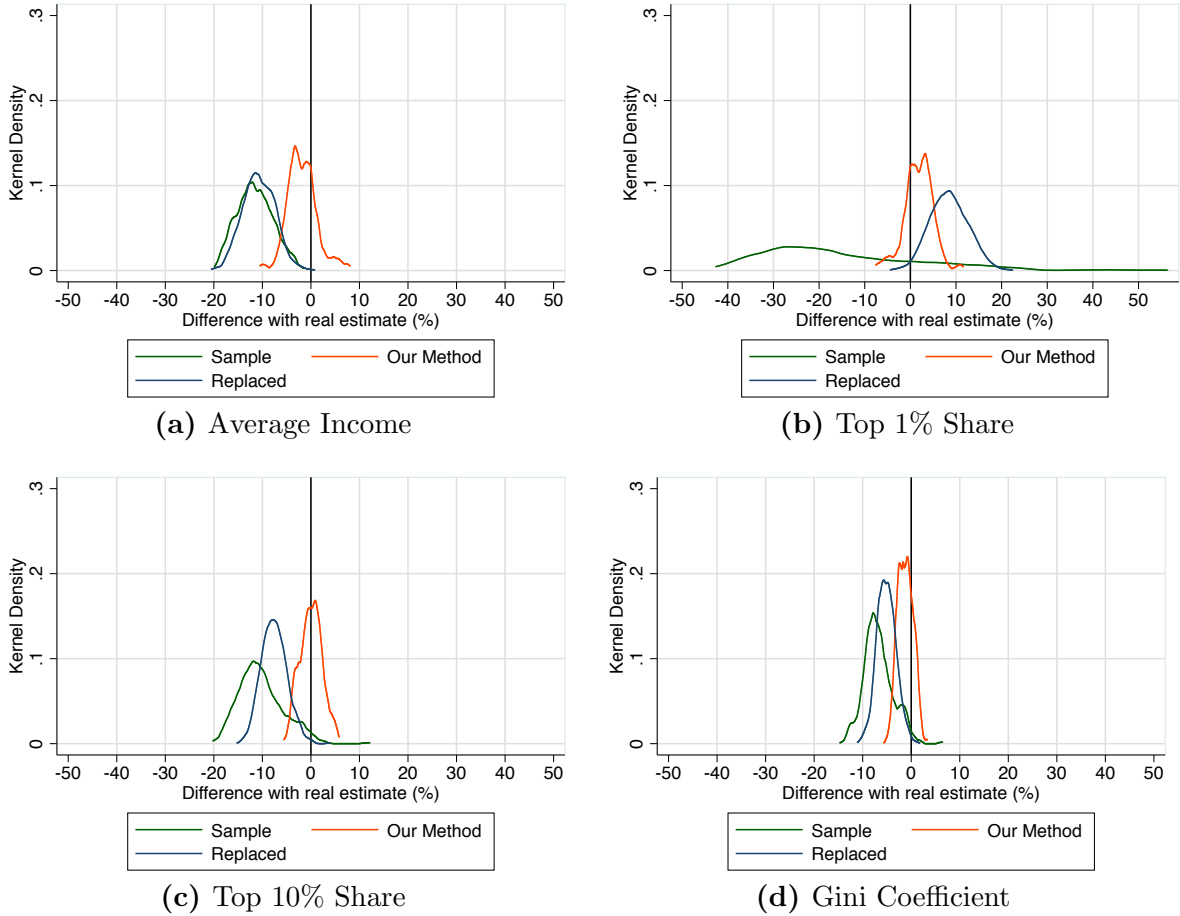 Kernel Density
.3
.2
.1
0
-50 -40 -30 -20 -10 0 10 20 30 40 50
Difference with real estimate (%)
Sample Our Method
Replaced
(a) Average Income
Kernel Density
.3
.2
.1
0
-50 -40 -30 -20 -10 0 10 20 30 40 50
Difference with real estimate (%)
Sample Our Method
Replaced
(b) Top 1% Share
Kernel Density
.3
.2
.1
0
-50 -40 -30 -20 -10 0 10 20 30 40 50
Difference with real estimate (%)
Sample Our Method
Replaced
(c) Top 10% Share
Kernel Density
.3
.2
.1
0
-50 -40 -30 -20 -10 0 10 20 30 40 50
Difference with real estimate (%)
Sample Our Method
Replaced
(d) Gini Coefficient